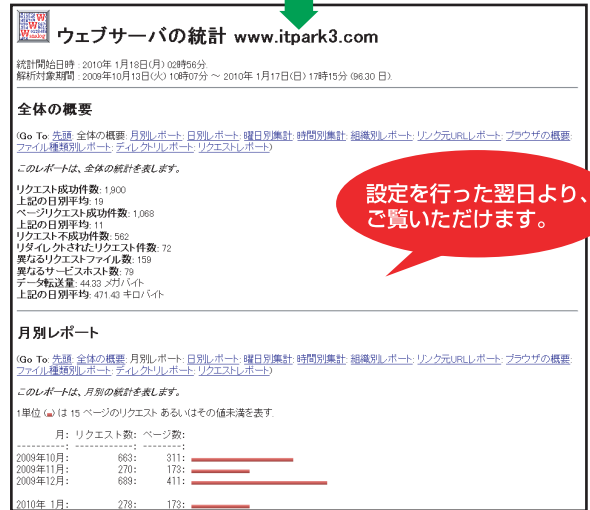 ウェブサーバの統計 www.itpark3.com
統計開始日時 : 2010年 1月18日(月) 02時56分.
解析対象期間 : 2009年10月13日(火) 10時07分 ～ 2010年 1月17日(日) 17時15分 (96.30 日).
全体の概要
(Go To: 先頭: 全体の概要: 月別レポート: 日別レポート: 曜日別集計: 時間別集計: 組織別レポート: リンク元URLレポート: ブラウザの概要:
ファイル種類別レポート: ディレクトリレポート: リクエストレポート)
このレポートは、全体の統計を表します。
リクエスト成功件数: 1,900
上記の日別平均: 19
ページリクエスト成功件数: 1,068
上記の日別平均: 11
リクエスト不成功件数: 562
リダイレクトされたリクエスト件数: 72
異なるリクエストファイル数: 159
異なるサービスホスト数: 79
データ転送量: 44.33 メガバイト
上記の日別平均: 471.43 キロバイト
設定を行った翌日より、
ご覧いただけます。
月別レポート
(Go To: 先頭: 全体の概要: 月別レポート: 日別レポート: 曜日別集計: 時間別集計: 組織別レポート: リンク元URLレポート: ブラウザの概要:
ファイル種類別レポート: ディレクトリレポート: リクエストレポート)
このレポートは、月別の統計を表します。
1単位 ( ) は 15 ページのリクエスト あるいはその値未満を表す.
月: リクエスト数: ページ数:
----------: ----------: --------:
2009年10月: 663: 311:
2009年11月: 270: 173:
2009年12月: 689: 411:
2010年 1月: 278: 173: